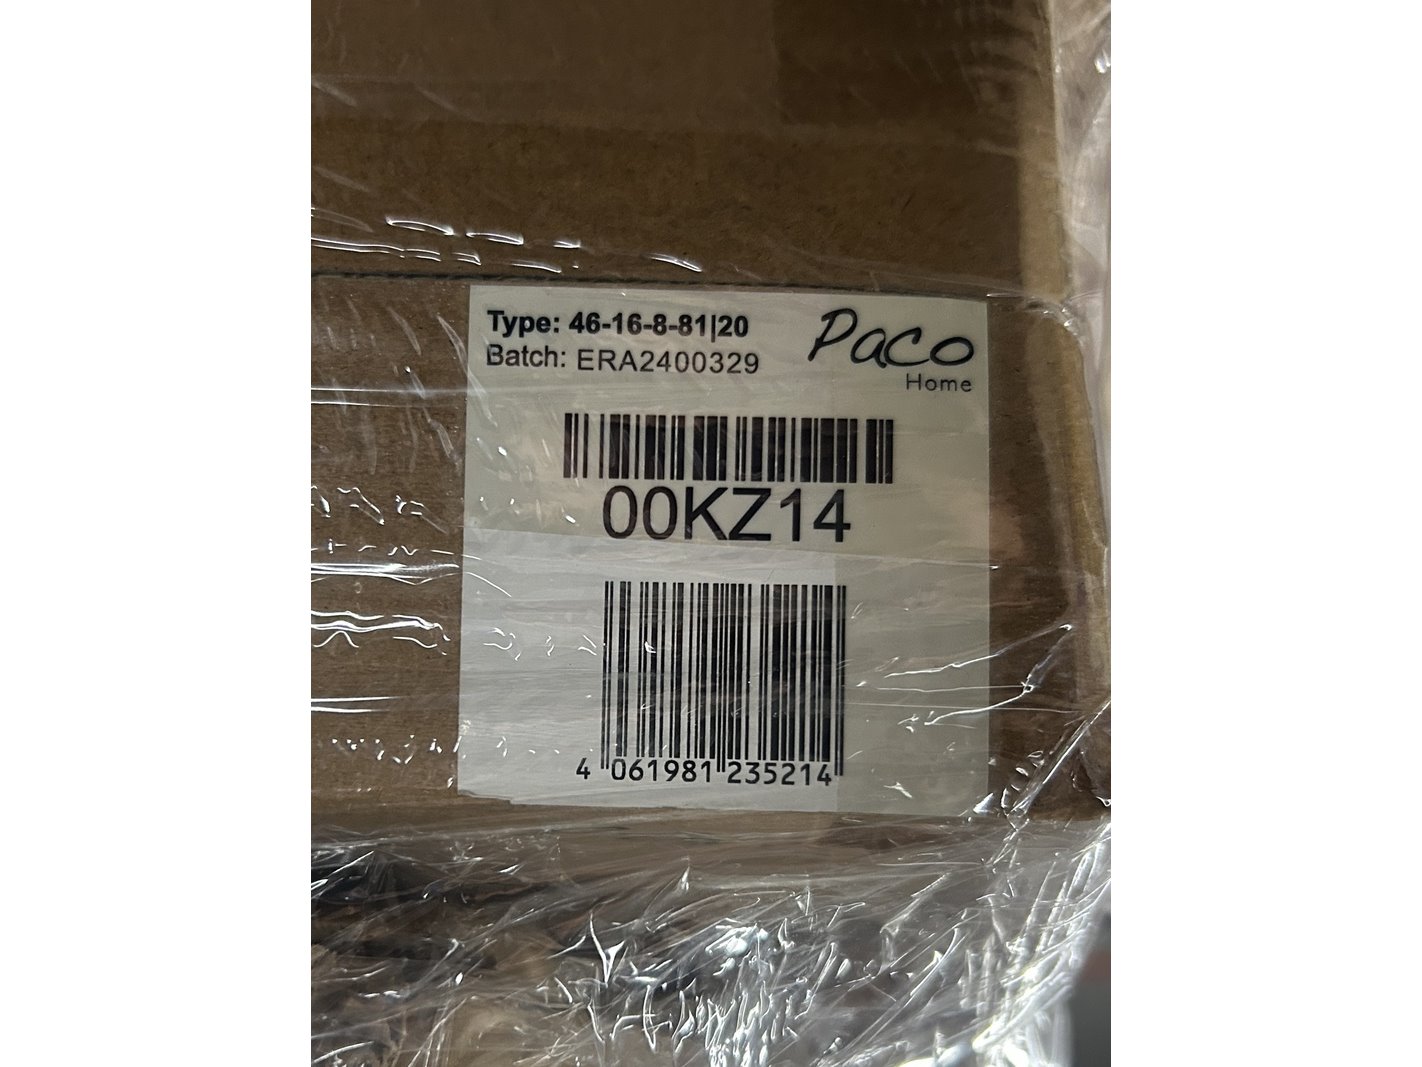 Type: 46-16-8-81|20
Batch: ERA2400329
Paco
Home
00KZ14
4 061981 235214